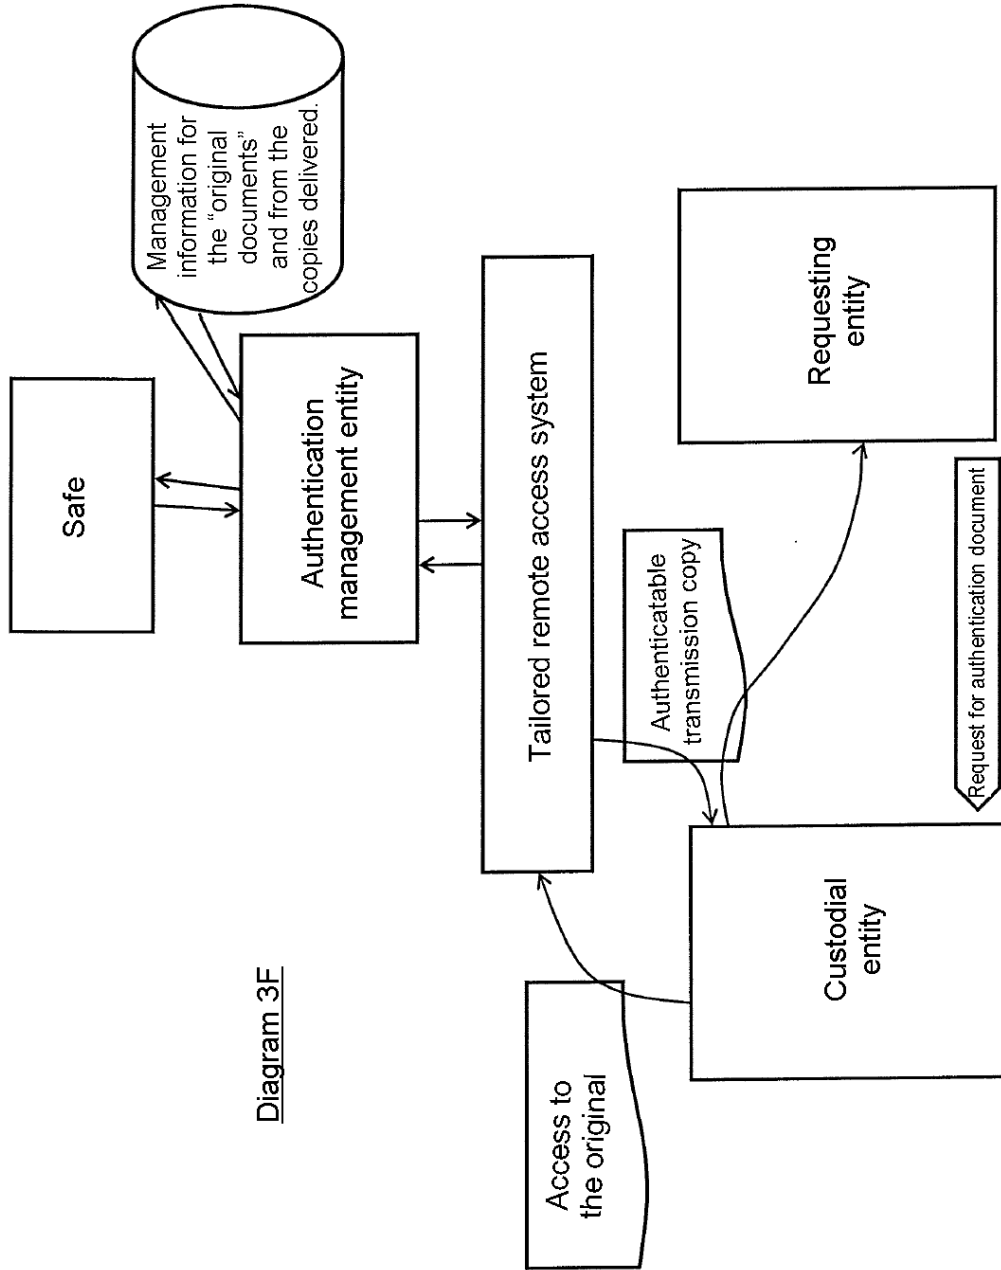 Diagram 3F
Safe
Management
information for
the “original
documents”
and from the
copies delivered.
Authentication
management entity
Tailored remote access system
Access to
the original
Authenticatable
transmission copy
Custodial
entity
Requesting
entity
Request for authentication document